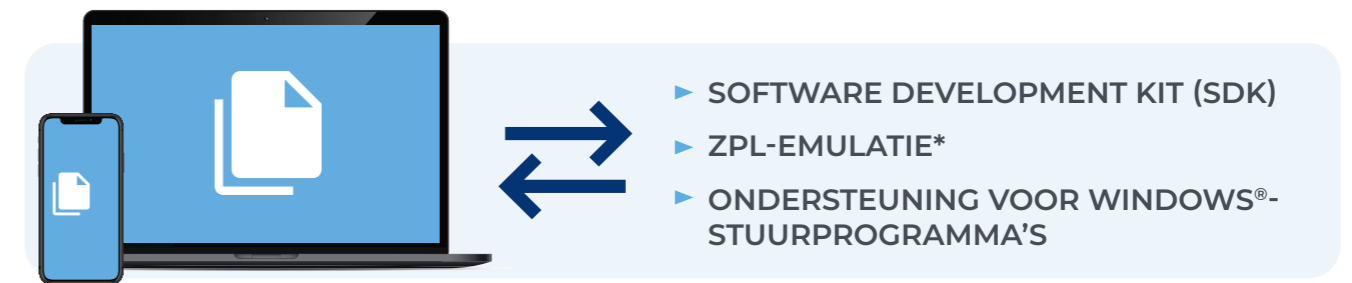 SOFTWARE DEVELOPMENT KIT (SDK)
ZPL-EMULATIE*
ONDERSTEUNING VOOR WINDOWS®-
STUURPROGRAMMA'S